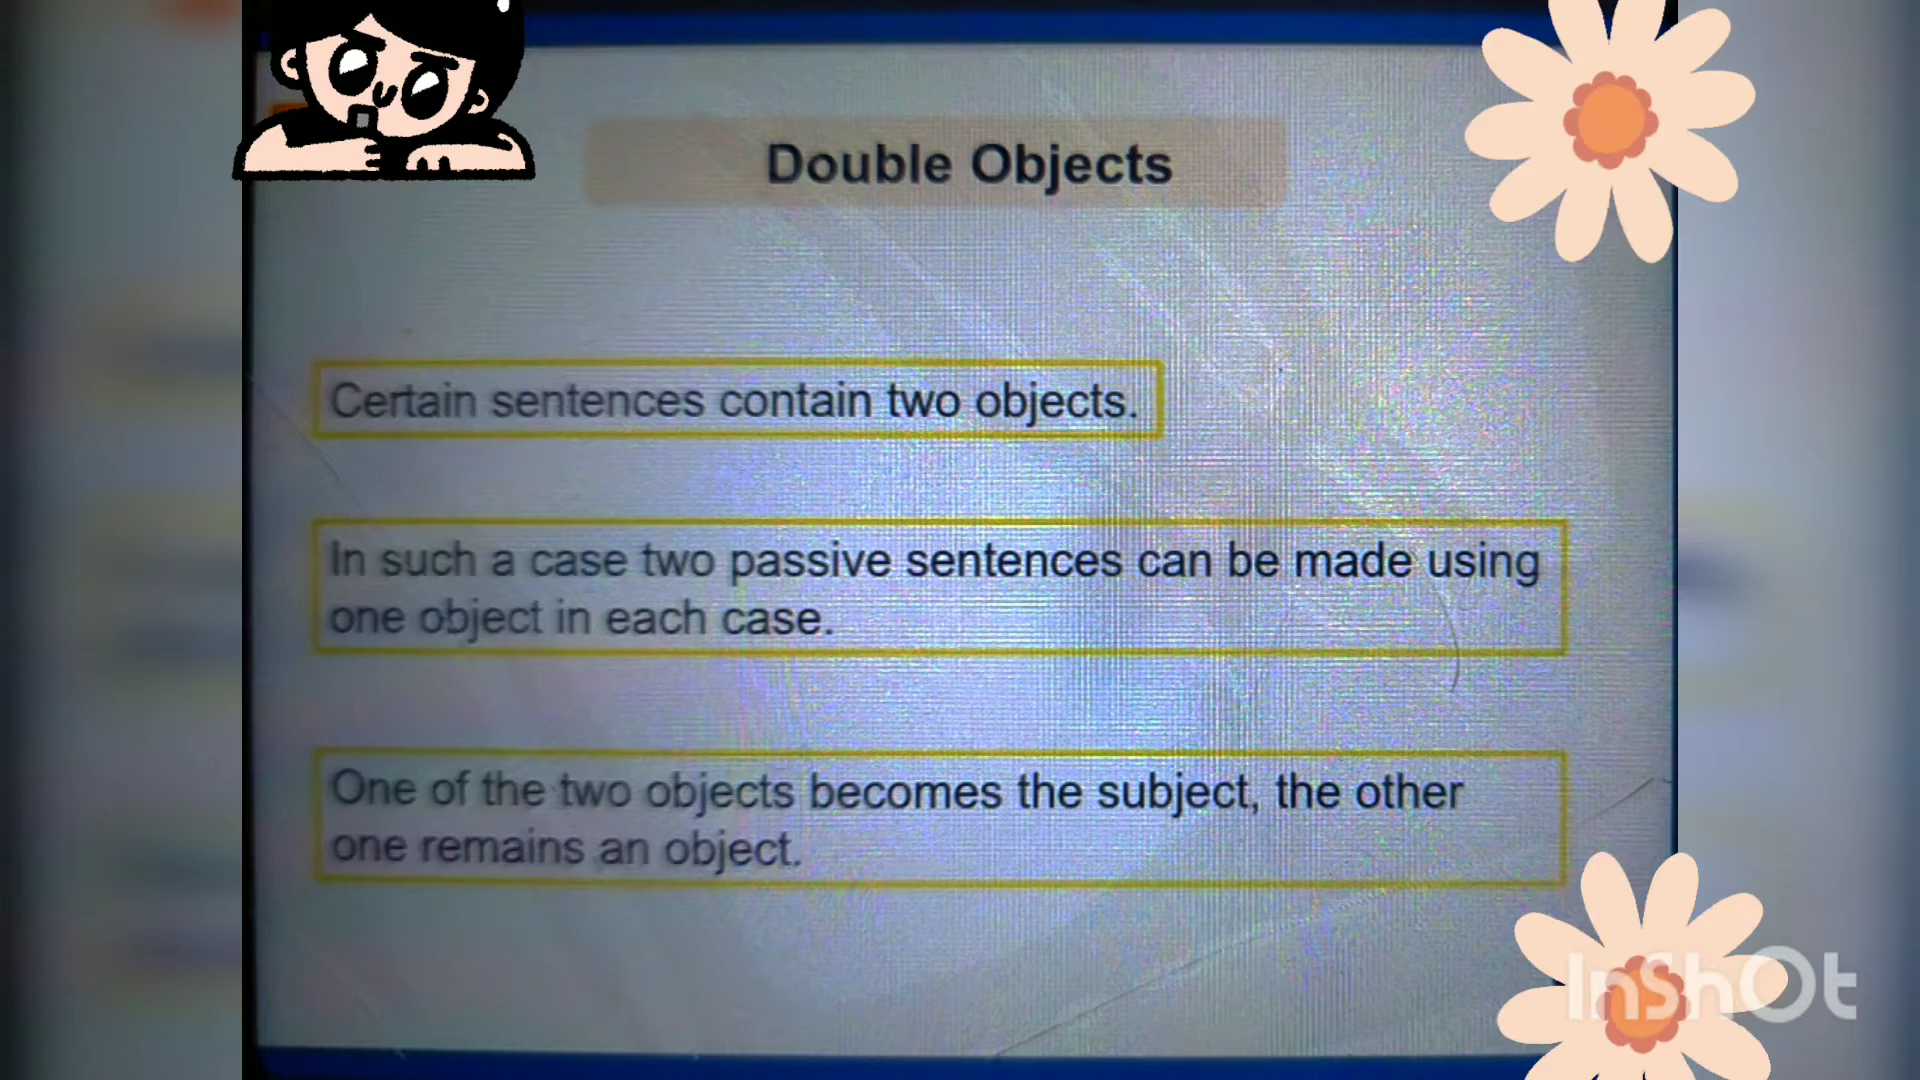 Double Objects
Certain sentences contain two objects.
In such a case two passive sentences can be made using
one object in each case.
One of the two objects becomes the subject, the other
one remains an object.
InShOt